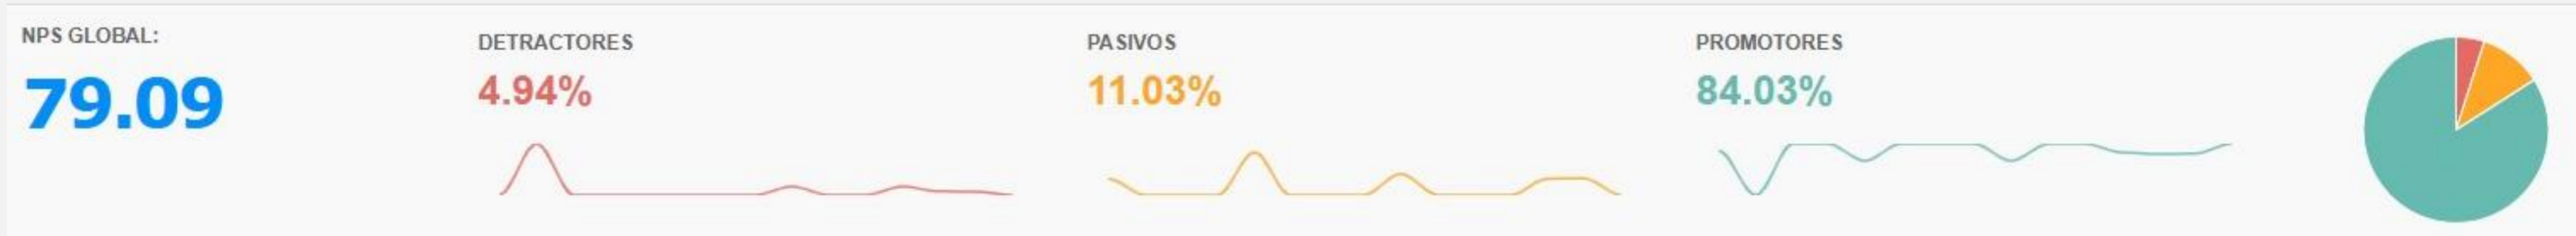 NPS GLOBAL:
79.09
DETRACTORES
4.94%
PASIVOS
11.03%
PROMOTORES
84.03%